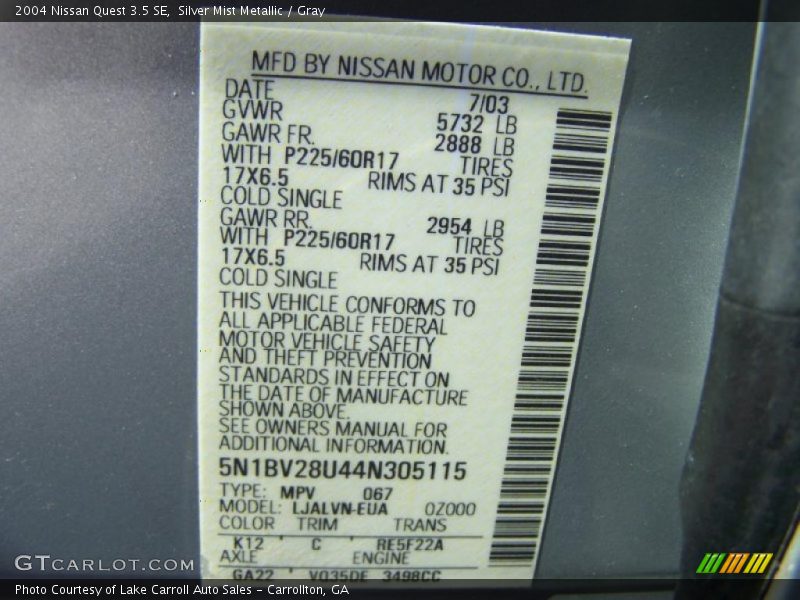 2004 Nissan Quest 3.5 SE, Silver Mist Metallic / Gray
MFD BY NISSAN MOTOR CO., LTD.
DATE 7/03
GVWR 5732 LB
GAWR FR. 2888 LB
WITH P225/60R17 TIRES
17X6.5 RIMS AT 35 PSI
COLD SINGLE
GAWR RR. 2954 LB
WITH P225/60R17 TIRES
17X6.5 RIMS AT 35 PSI
COLD SINGLE
THIS VEHICLE CONFORMS TO
ALL APPLICABLE FEDERAL
MOTOR VEHICLE SAFETY
AND THEFT PREVENTION
STANDARDS IN EFFECT ON
THE DATE OF MANUFACTURE
SHOWN ABOVE.
SEE OWNERS MANUAL FOR
ADDITIONAL INFORMATION.
5N1BV28U44N305115
TYPE: MPV 067
MODEL: LJALVN-EUA 0Z000
COLOR TRIM TRANS
K12 C RE5F22A
AXLE ENGINE
GA22 VQ35DE 3498CC
GTCARLOT.COM
Photo Courtesy of Lake Carroll Auto Sales - Carrollton, GA